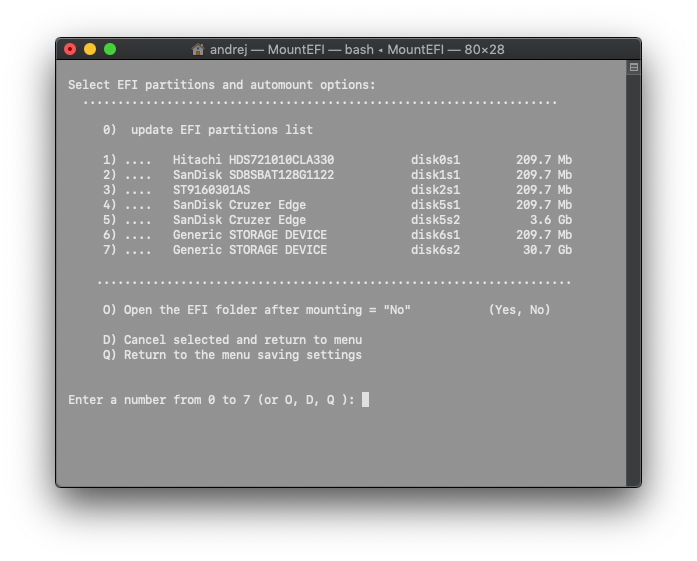 andrej — MountEFI — bash ◂ MountEFI — 80×28
Select EFI partitions and automount options:
....................................................................
0) update EFI partitions list
1) .... Hitachi HDS721010CLA330 disk0s1 209.7 Mb
2) .... SanDisk SD8SBAT128G1122 disk1s1 209.7 Mb
3) .... ST9160301AS disk2s1 209.7 Mb
4) .... SanDisk Cruzer Edge disk5s1 209.7 Mb
5) .... SanDisk Cruzer Edge disk5s2 3.6 Gb
6) .... Generic STORAGE DEVICE disk6s1 209.7 Mb
7) .... Generic STORAGE DEVICE disk6s2 30.7 Gb
....................................................................
O) Open the EFI folder after mounting = "No" (Yes, No)
D) Cancel selected and return to menu
Q) Return to the menu saving settings
Enter a number from 0 to 7 (or O, D, Q ):